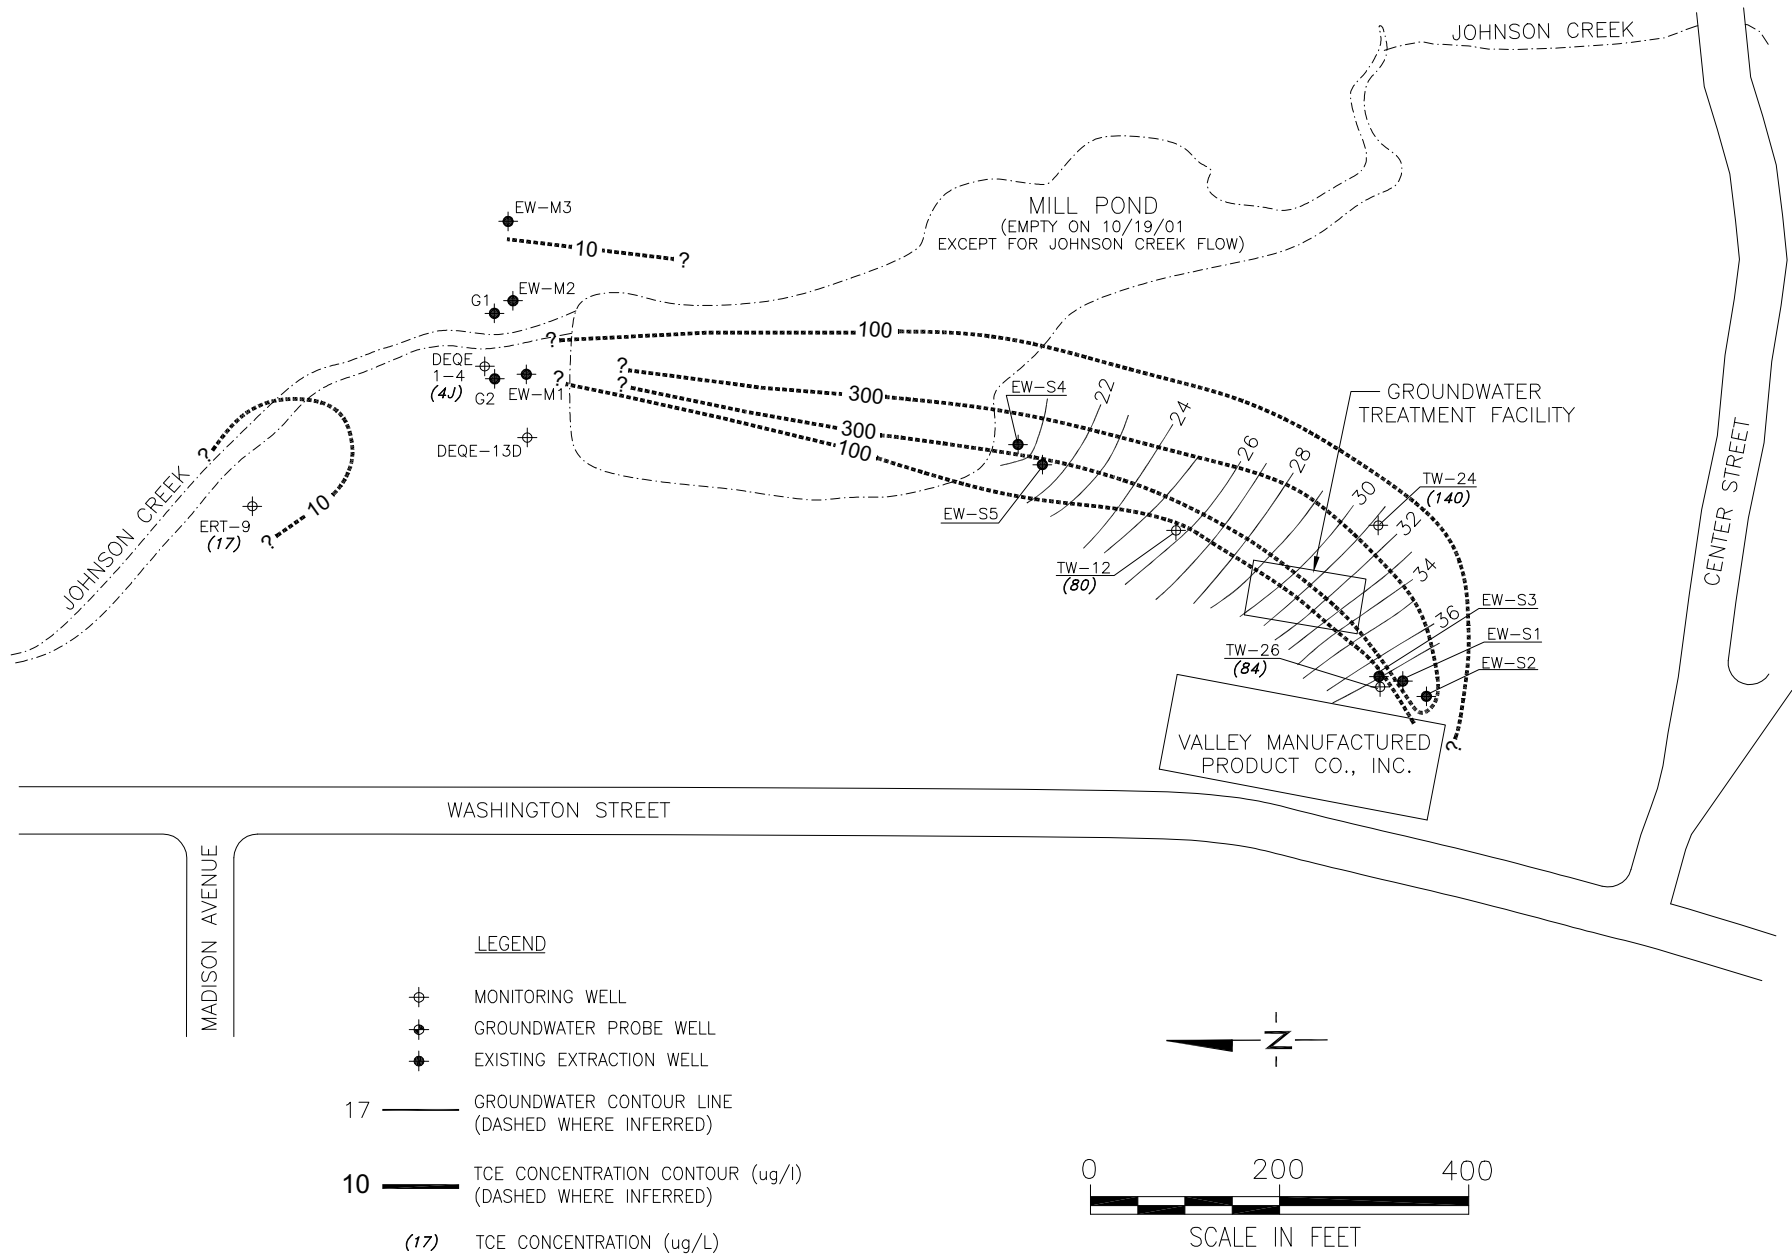 JOHNSON CREEK
EW-M3
10
?
MILL POND
(EMPTY ON 10/19/01
EXCEPT FOR JOHNSON CREEK FLOW)
EW-M2
G1
?
100
DEQE
1-4
(4J)
G2
EW-M1
?
?
?
300
300
100
EW-S4
22
24
26
28
30
32
34
36
GROUNDWATER
TREATMENT FACILITY
DEQE-13D
EW-S5
TW-24
(140)
CENTER STREET
?
10
?
ERT-9
(17)
JOHNSON CREEK
TW-12
(80)
EW-S3
EW-S1
EW-S2
TW-26
(84)
?
VALLEY MANUFACTURED
PRODUCT CO., INC.
WASHINGTON STREET
MADISON AVENUE
LEGEND
MONITORING WELL
GROUNDWATER PROBE WELL
EXISTING EXTRACTION WELL
17 GROUNDWATER CONTOUR LINE
(DASHED WHERE INFERRED)
10 TCE CONCENTRATION CONTOUR (ug/l)
(DASHED WHERE INFERRED)
(17) TCE CONCENTRATION (ug/L)
N
0 200 400
SCALE IN FEET